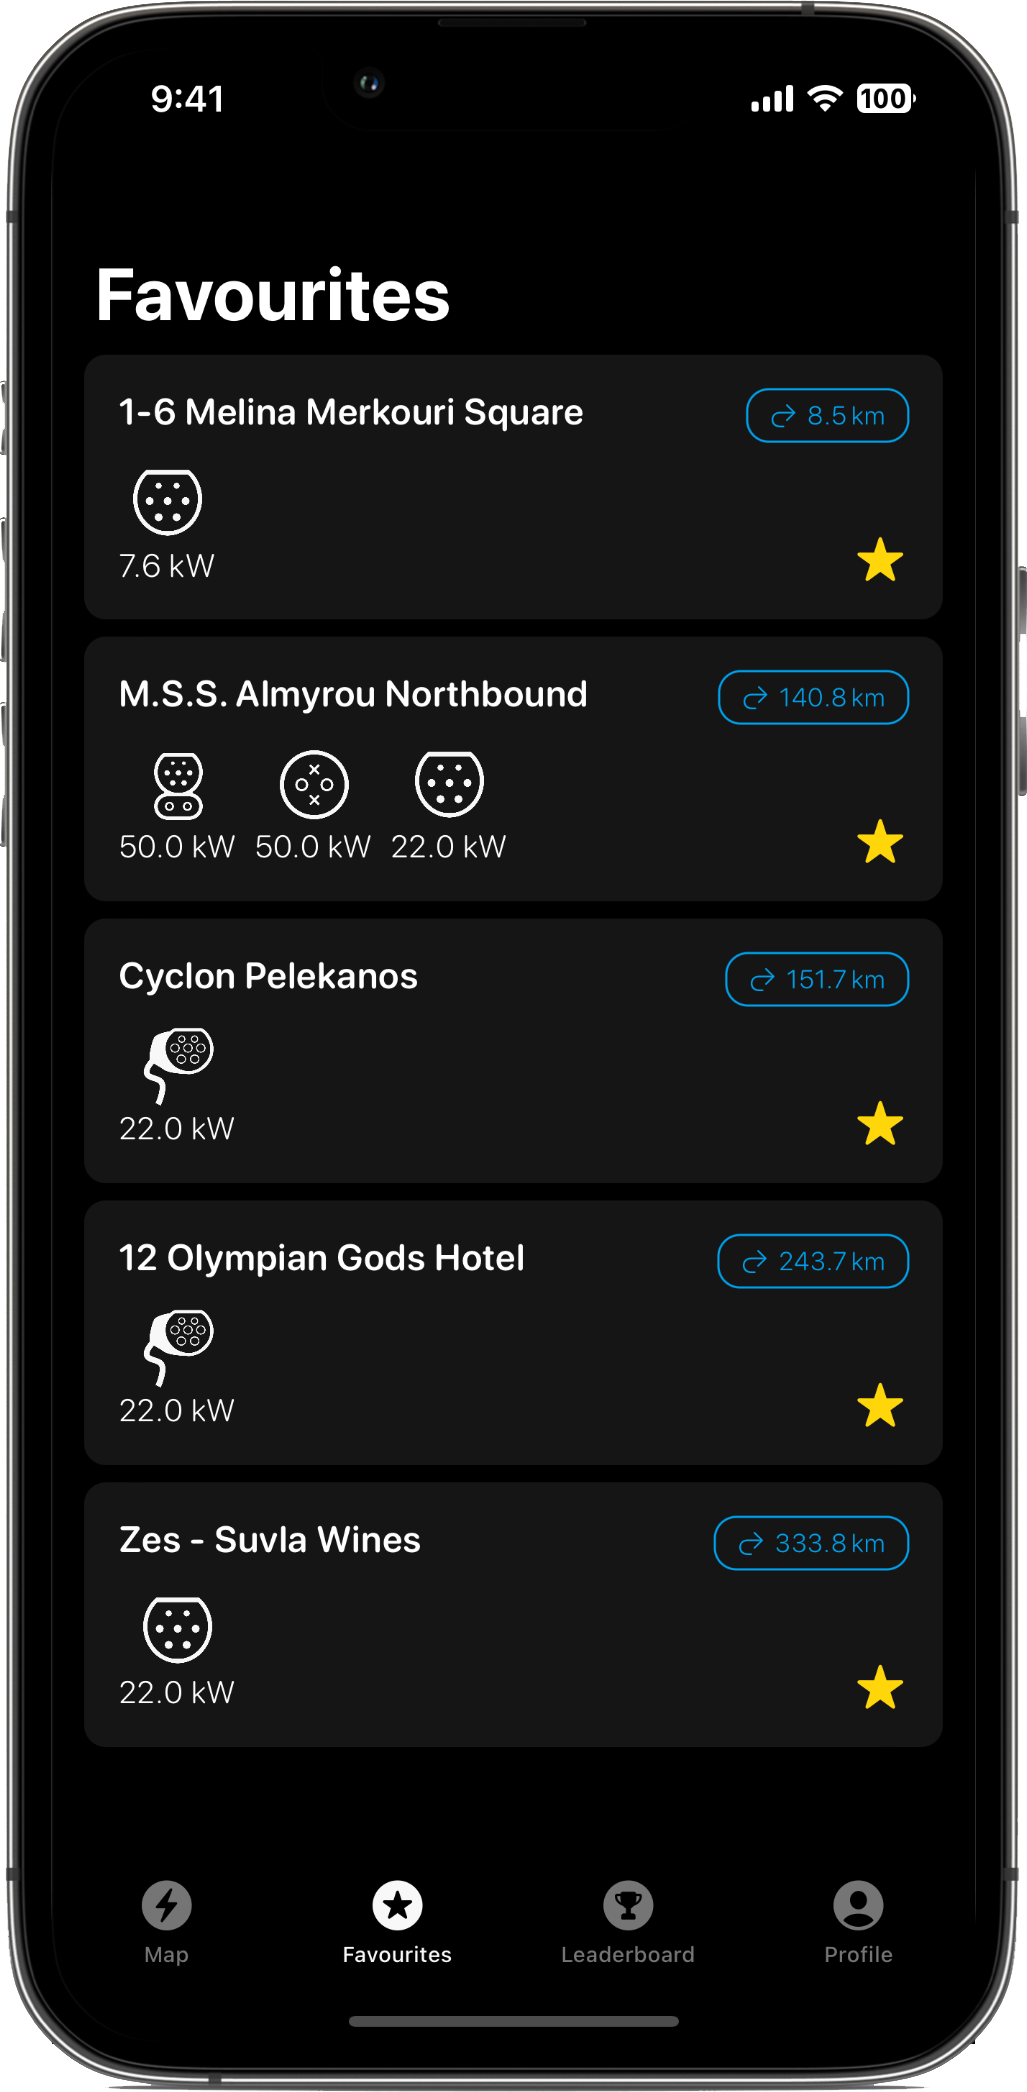 9:41
100
Favourites
1-6 Melina Merkouri Square
8.5 km
7.6 kW
M.S.S. Almyrou Northbound
140.8 km
50.0 kW 50.0 kW 22.0 kW
Cyclon Pelekanos
151.7 km
22.0 kW
12 Olympian Gods Hotel
243.7 km
22.0 kW
Zes - Suvla Wines
333.8 km
22.0 kW
Map Favourites Leaderboard Profile